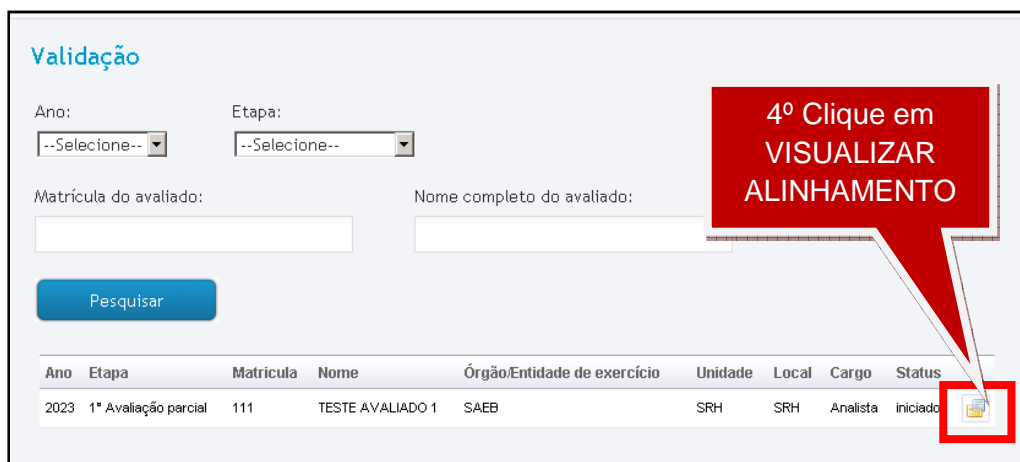 Validação
Ano: Etapa:
--Selecione-- --Selecione--
4º Clique em
VISUALIZAR
ALINHAMENTO
Matrícula do avaliado: Nome completo do avaliado:
Pesquisar
Ano Etapa Matricula Nome Órgão/Entidade de exercício Unidade Local Cargo Status
2023 1ª Avaliação parcial 111 TESTE AVALIADO 1 SAEB SRH SRH Analista iniciado